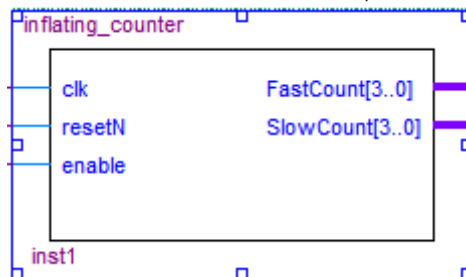 inflating_counter
clk FastCount[3..0]
resetN SlowCount[3..0]
enable
inst1